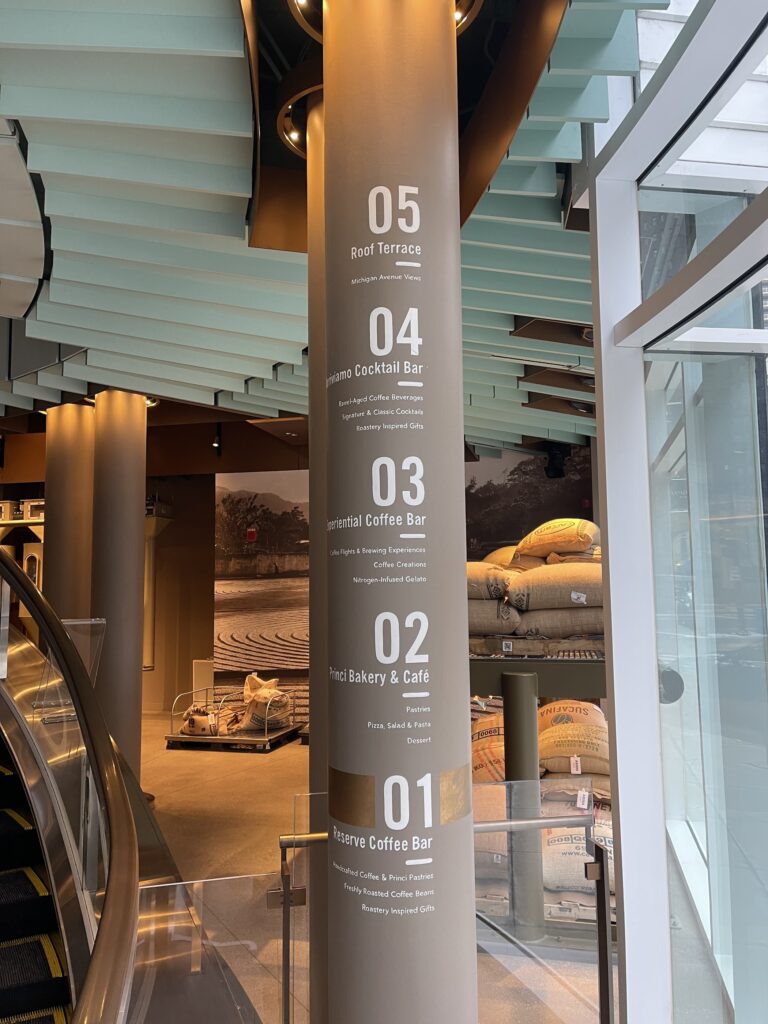 05
Roof Terrace
Michigan Avenue Views
04
Cocktail Bar
Barrel-Aged Coffee Beverages
Signature & Classic Cocktails
Roastery Inspired Gifts
03
Coffee Bar
Coffee Flights & Brewing Experiences
Coffee Creations
Nitrogen-Infused Gelato
02
Princi Bakery & Café
Pastries
Pizza, Salad & Pasta
Dessert
01
Reserve Coffee Bar
Handcrafted Coffee & Princi Pastries
Freshly Roasted Coffee Beans
Roastery Inspired Gifts
SUCAFINA